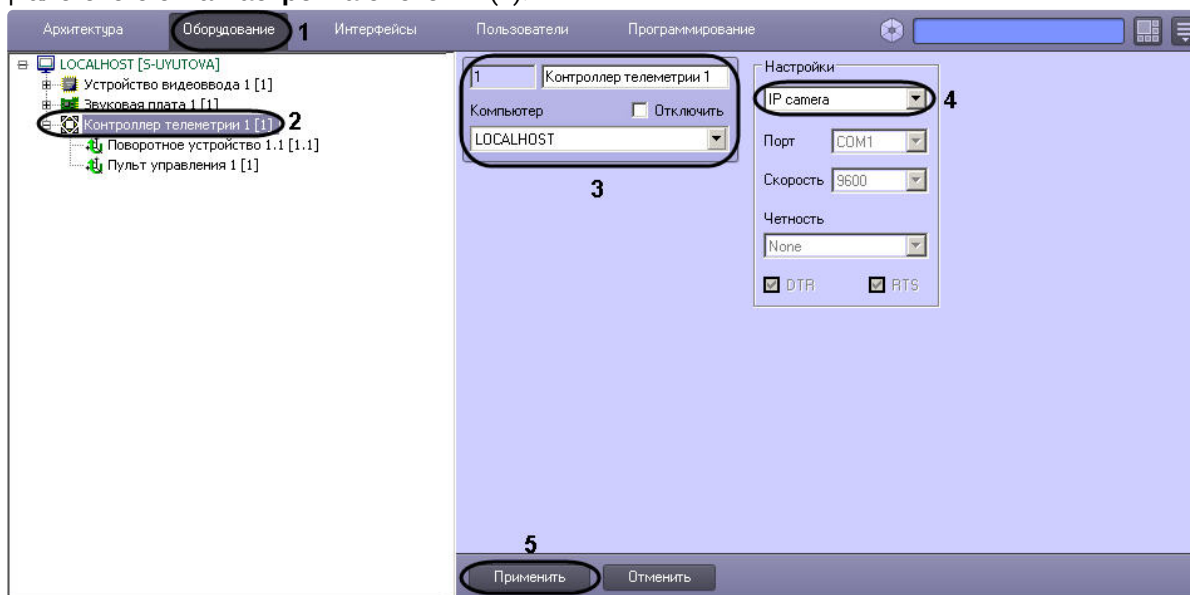 Архитектура Оборудование 1 Интерфейсы Пользователи Программирование
LOCALHOST [S-UYUTOVA]
Устройство видеоввода 1 [1]
Звуковая плата 1 [1]
Контроллер телеметрии 1 [1] 2
Поворотное устройство 1.1 [1.1]
Пульт управления 1 [1]
1 Контроллер телеметрии 1
Компьютер Отключить
LOCALHOST
3
Настройки
IP camera 4
Порт COM1
Скорость 9600
Четность
None
DTR RTS
5
Применить Отменить